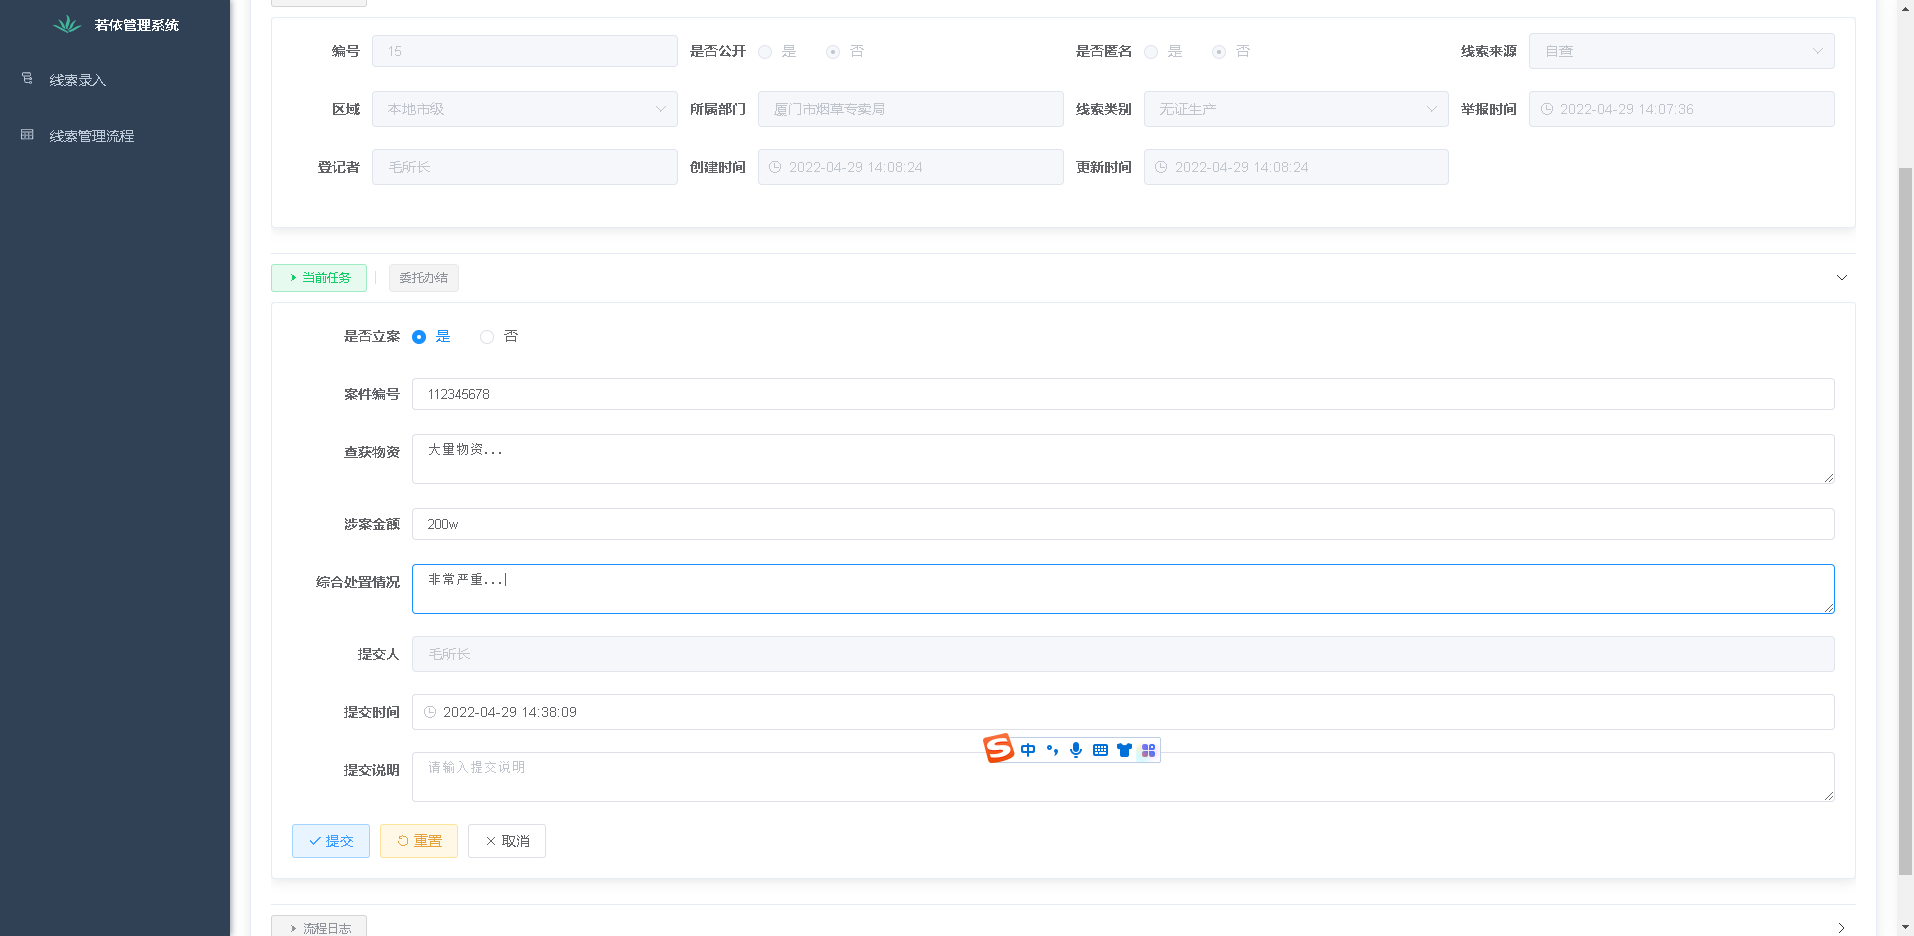 若依管理系统
线索录入
线索管理流程
编号 15 是否公开 是 否 是否匿名 是 否 线索来源 自查
区域 本地市级 所属部门 厦门市烟草专卖局 线索类别 无证生产 举报时间 2022-04-29 14:07:36
登记者 毛所长 创建时间 2022-04-29 14:08:24 更新时间 2022-04-29 14:08:24
当前任务 委托办结
是否立案 是 否
案件编号 112345678
查获物资 大量物资...
涉案金额 200w
综合处置情况 非常严重...
提交人 毛所长
提交时间 2022-04-29 14:38:09
中
提交说明 请输入提交说明
提交 重置 取消
流程日志